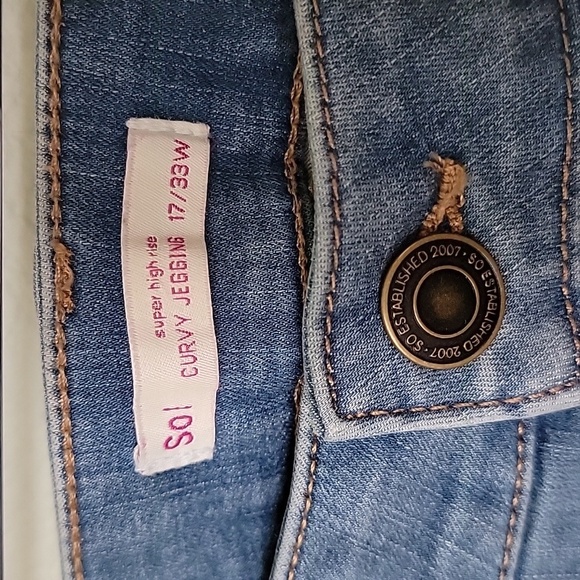 super high rise
So| CURVY JEGGING 17/33W
SO ESTABLISHED 2007 · SO ESTABLISHED 2007 ·